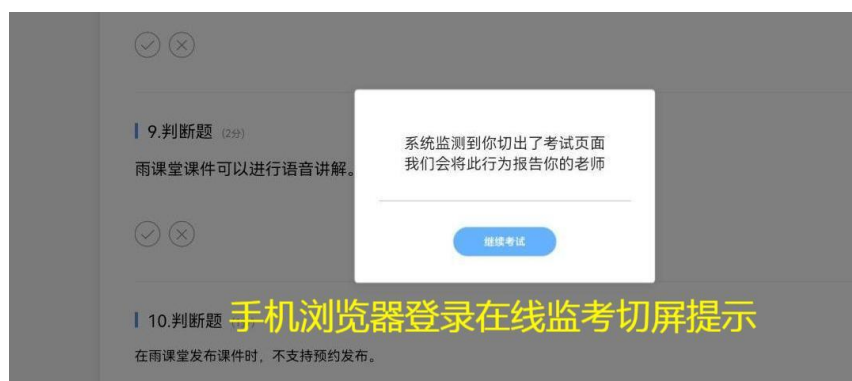 9.判断题 (2分)
雨课堂课件可以进行语音讲解。
系统监测到你切出了考试页面
我们会将此行为报告你的老师
继续考试
10.判断题
手机浏览器登录在线监考切屏提示
在雨课堂发布课件时，不支持预约发布。